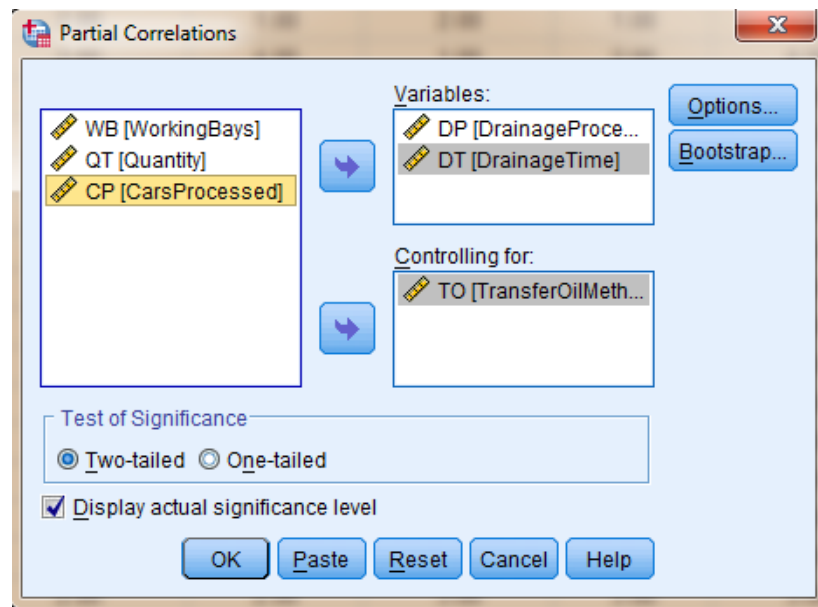 Partial Correlations
Variables:
WB [WorkingBays]
QT [Quantity]
CP [CarsProcessed]
DP [DrainageProce...
DT [DrainageTime]
Options...
Bootstrap...
Controlling for:
TO [TransferOilMeth...
Test of Significance
Two-tailed One-tailed
Display actual significance level
OK Paste Reset Cancel Help